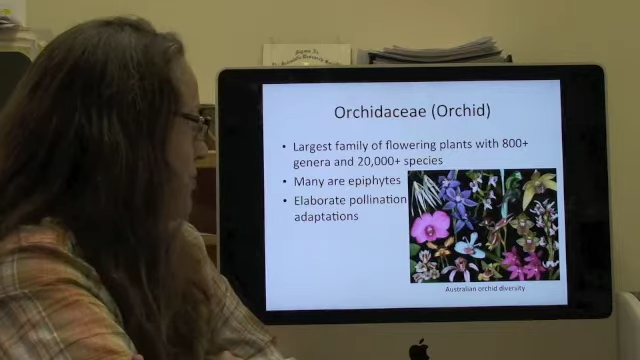 Orchidaceae (Orchid)
• Largest family of flowering plants with 800+
genera and 20,000+ species
• Many are epiphytes
• Elaborate pollination
adaptations
Australian orchid diversity